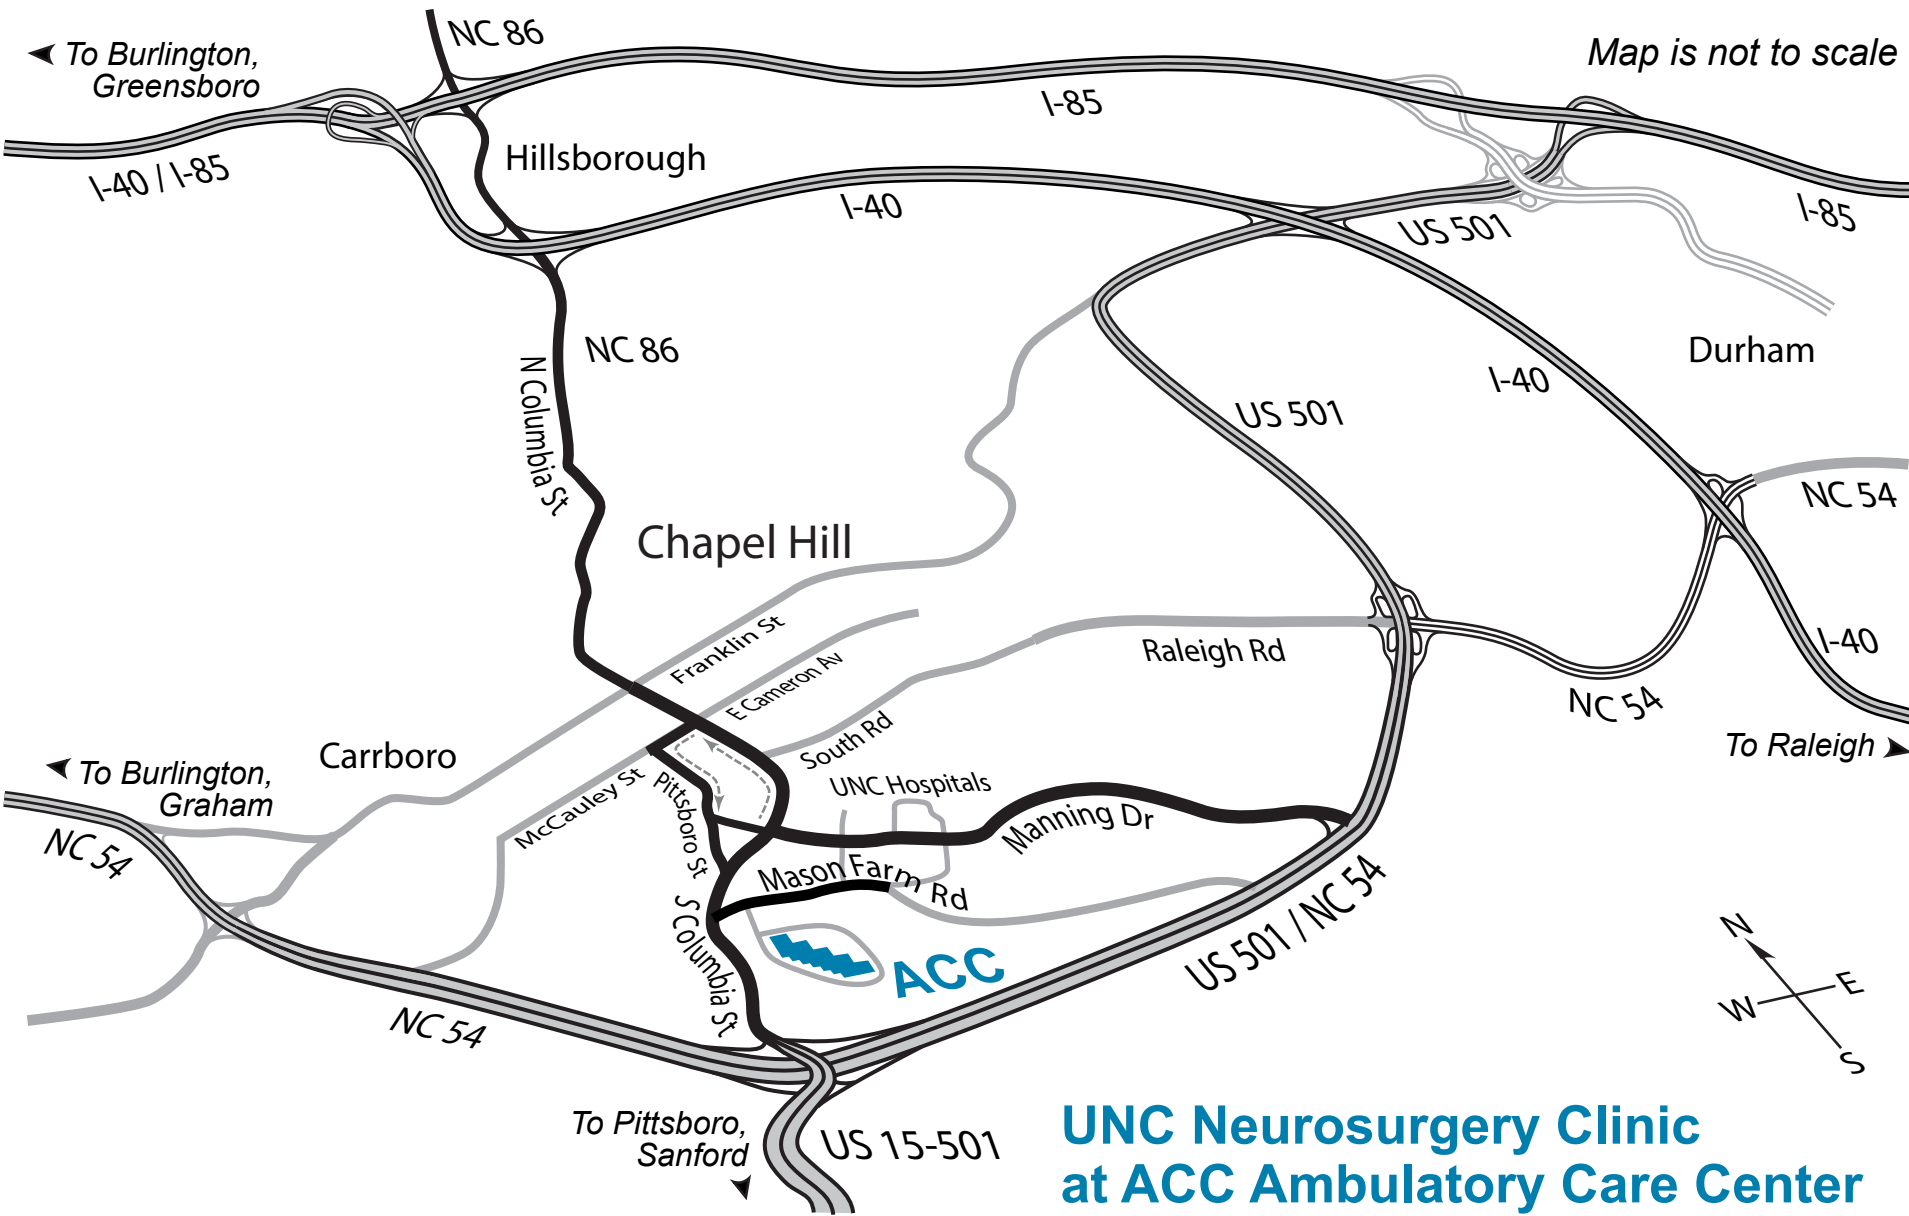 NC 86
To Burlington,
Greensboro
Map is not to scale
I-85
Hillsborough
I-40 / I-85
I-40
US 501
I-85
NC 86
N Columbia St
Durham
I-40
US 501
NC 54
Chapel Hill
Franklin St
E Cameron Av
Raleigh Rd
I-40
NC 54
South Rd
To Raleigh
Carrboro
To Burlington,
Graham
McCauley St
Pittsboro St
UNC Hospitals
Manning Dr
NC 54
Mason Farm Rd
S Columbia St
US 501 / NC 54
ACC
N
E
W
S
NC 54
To Pittsboro,
Sanford
US 15-501
UNC Neurosurgery Clinic
at ACC Ambulatory Care Center